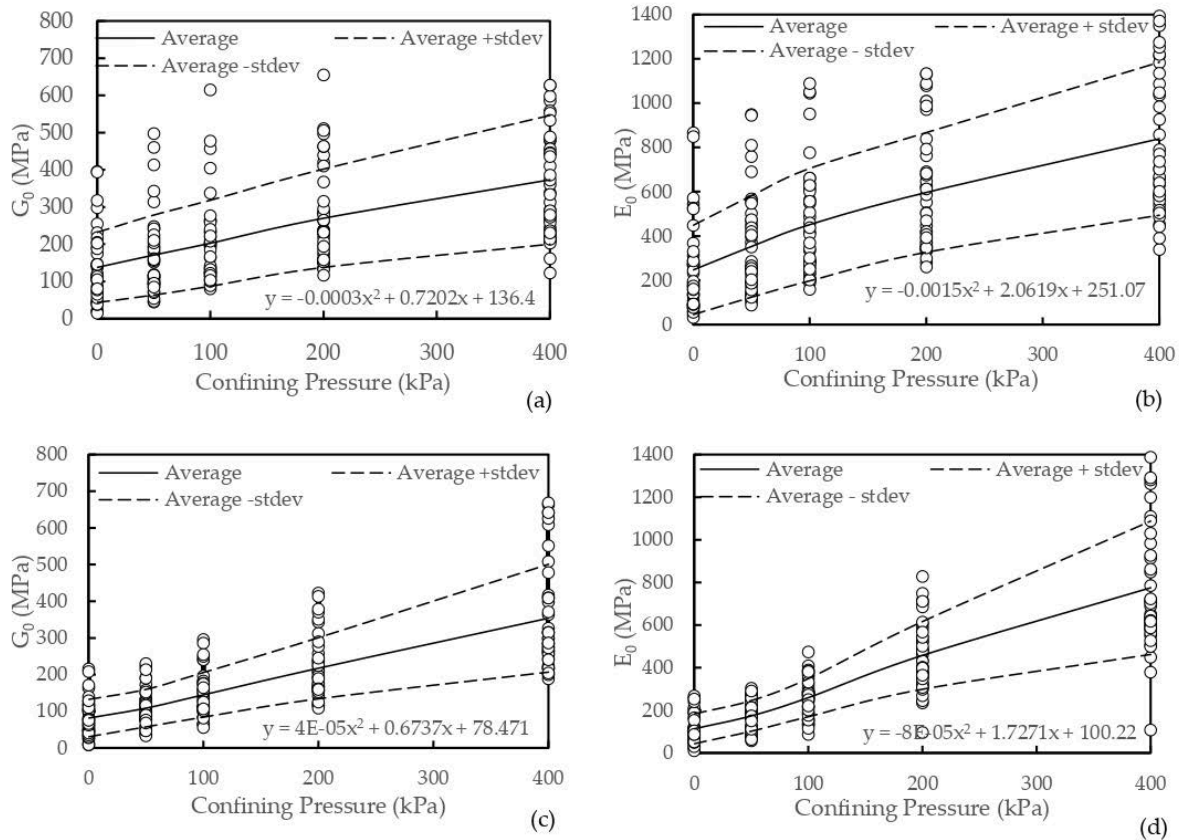 800
700
600
500
400
300
200
100
0
G₀ (MPa)
Average
Average +stdev
Average -stdev
y = -0.0003x² + 0.7202x + 136.4
0 100 200 300 400
Confining Pressure (kPa)
(a)
1400
1200
1000
800
600
400
200
0
E₀ (MPa)
Average
Average + stdev
Average - stdev
y = -0.0015x² + 2.0619x + 251.07
0 100 200 300 400
Confining Pressure (kPa)
(b)
800
700
600
500
400
300
200
100
0
G₀ (MPa)
Average
Average +stdev
Average -stdev
y = 4E-05x² + 0.6737x + 78.471
0 100 200 300 400
Confining Pressure (kPa)
(c)
1400
1200
1000
800
600
400
200
0
E₀ (MPa)
Average
Average + stdev
Average - stdev
y = -8E-05x² + 1.7271x + 100.22
0 100 200 300 400
Confining Pressure (kPa)
(d)